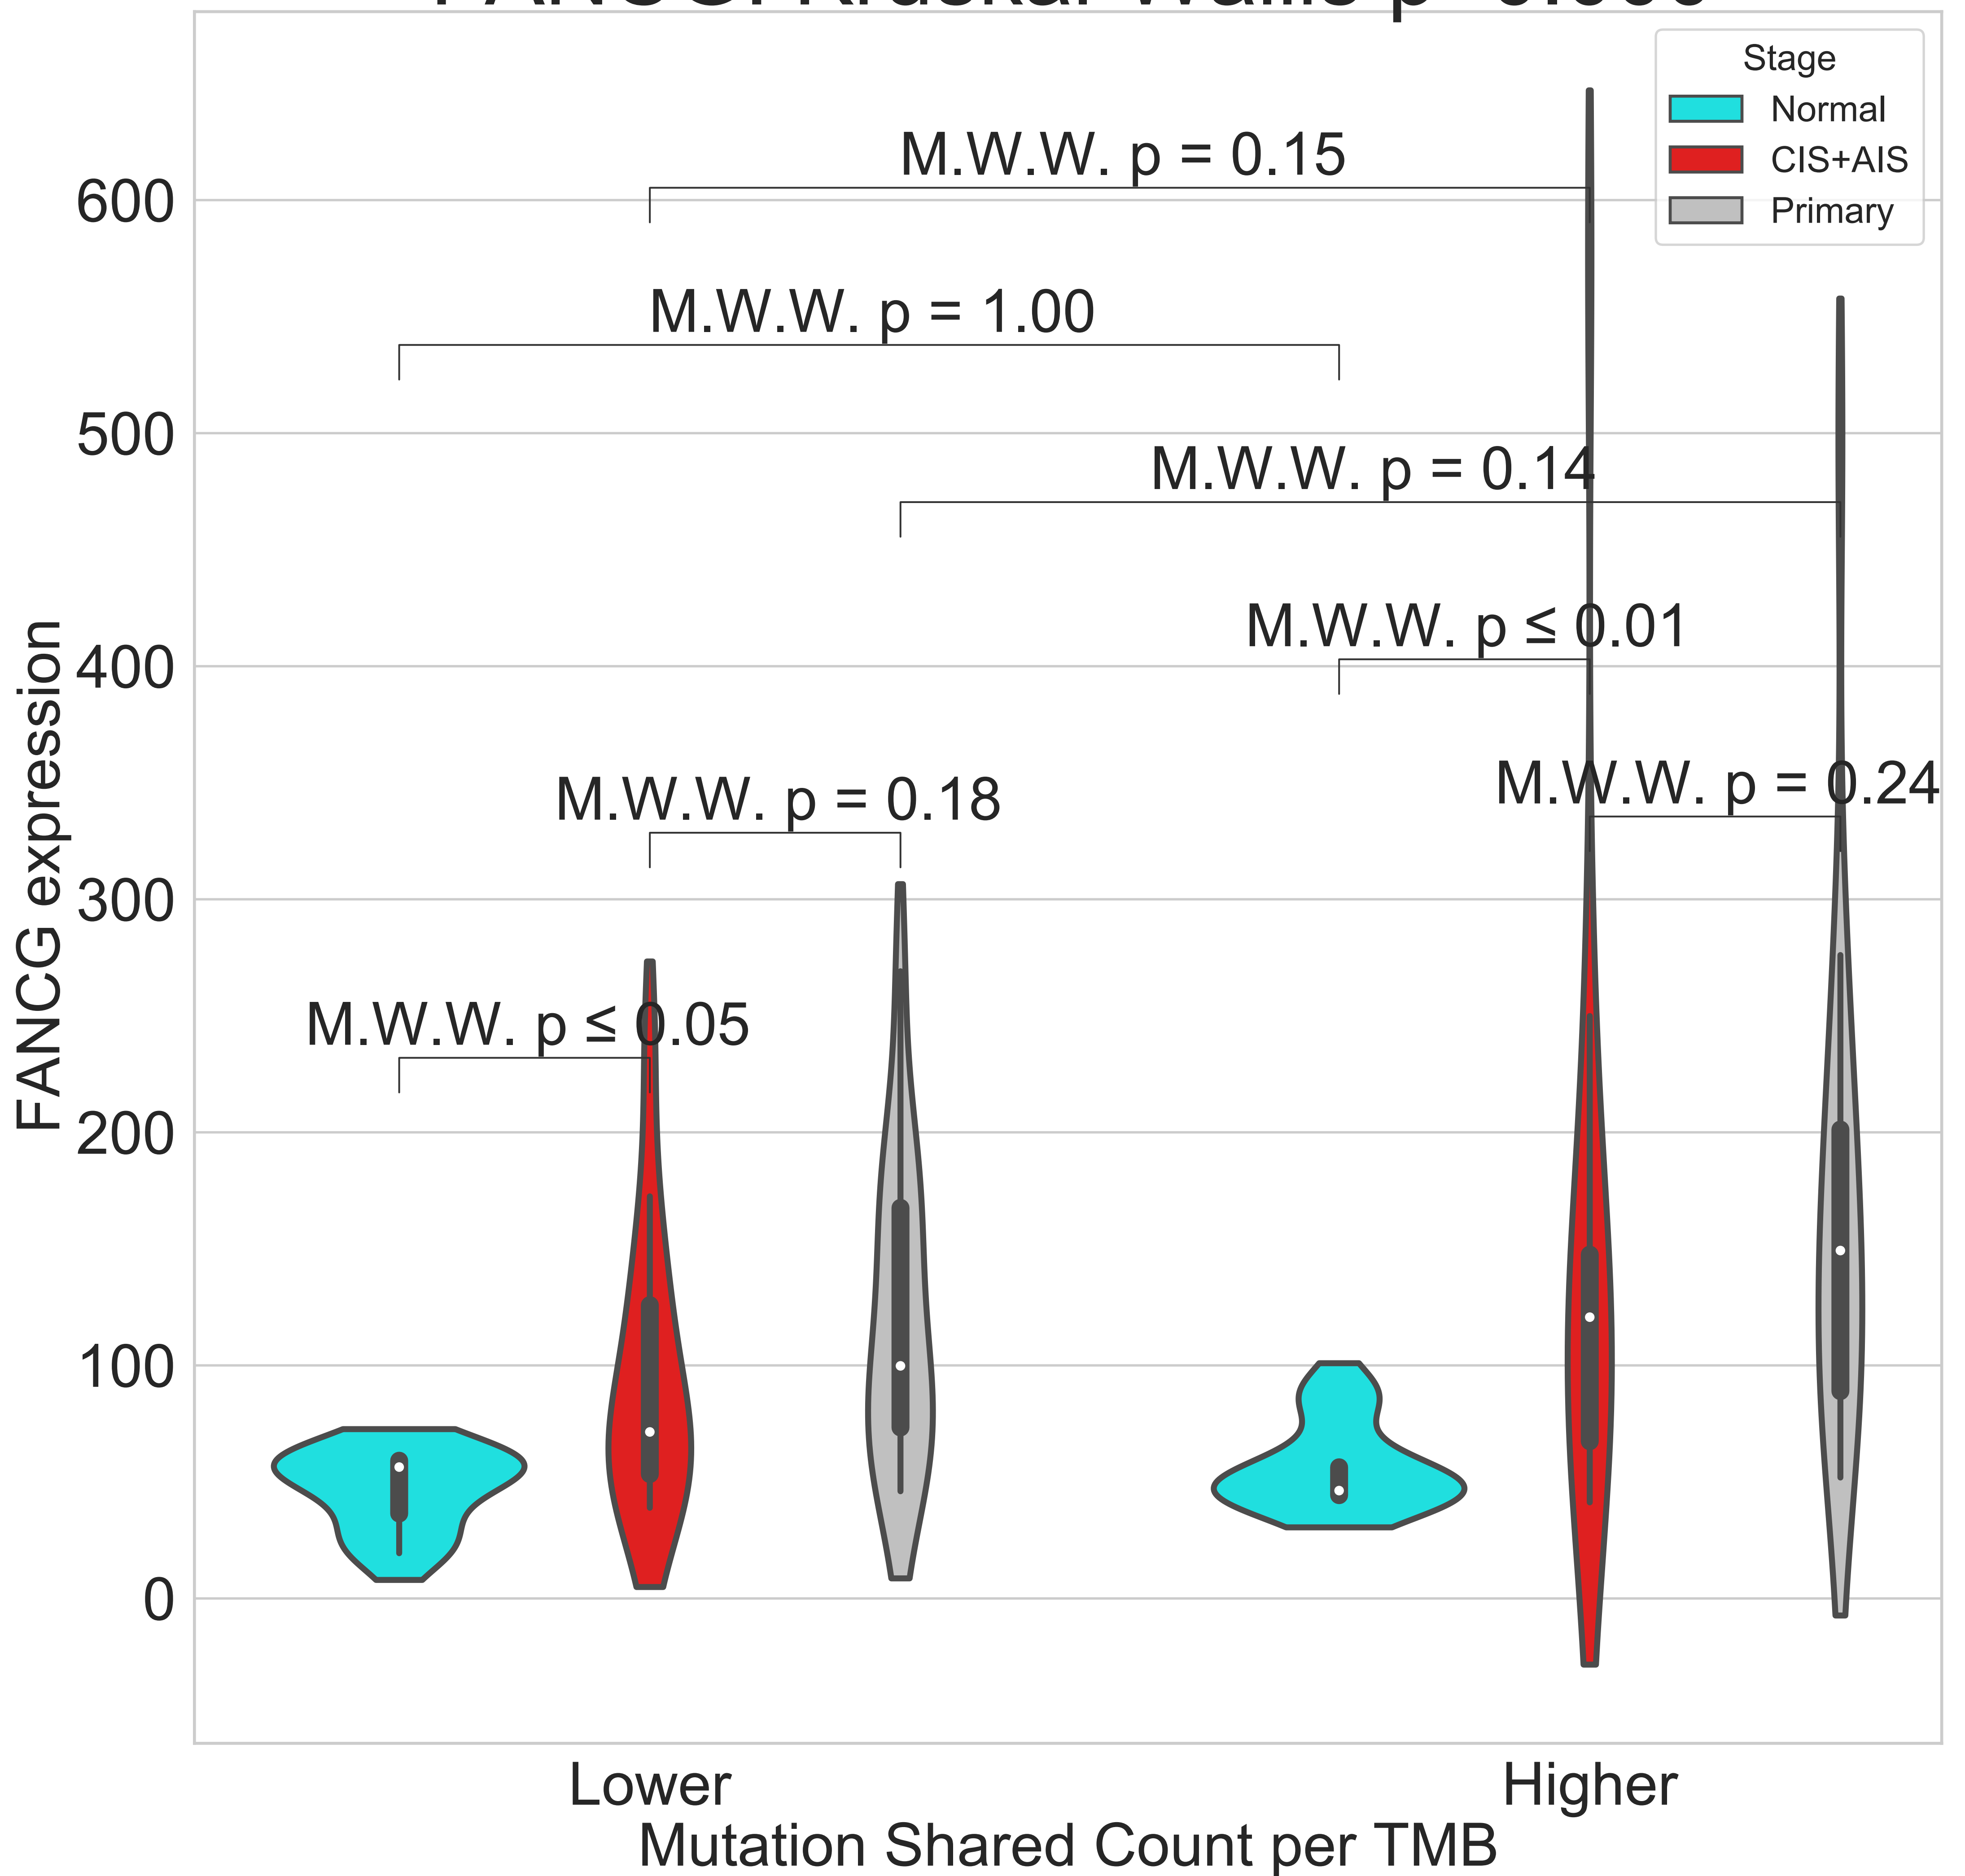 Stage
Normal
CIS+AIS
Primary
M.W.W. p = 0.15
M.W.W. p = 1.00
M.W.W. p = 0.14
M.W.W. p ≤ 0.01
M.W.W. p = 0.24
M.W.W. p = 0.18
M.W.W. p ≤ 0.05
600
500
400
300
200
100
0
FANCG expression
Lower
Higher
Mutation Shared Count per TMB